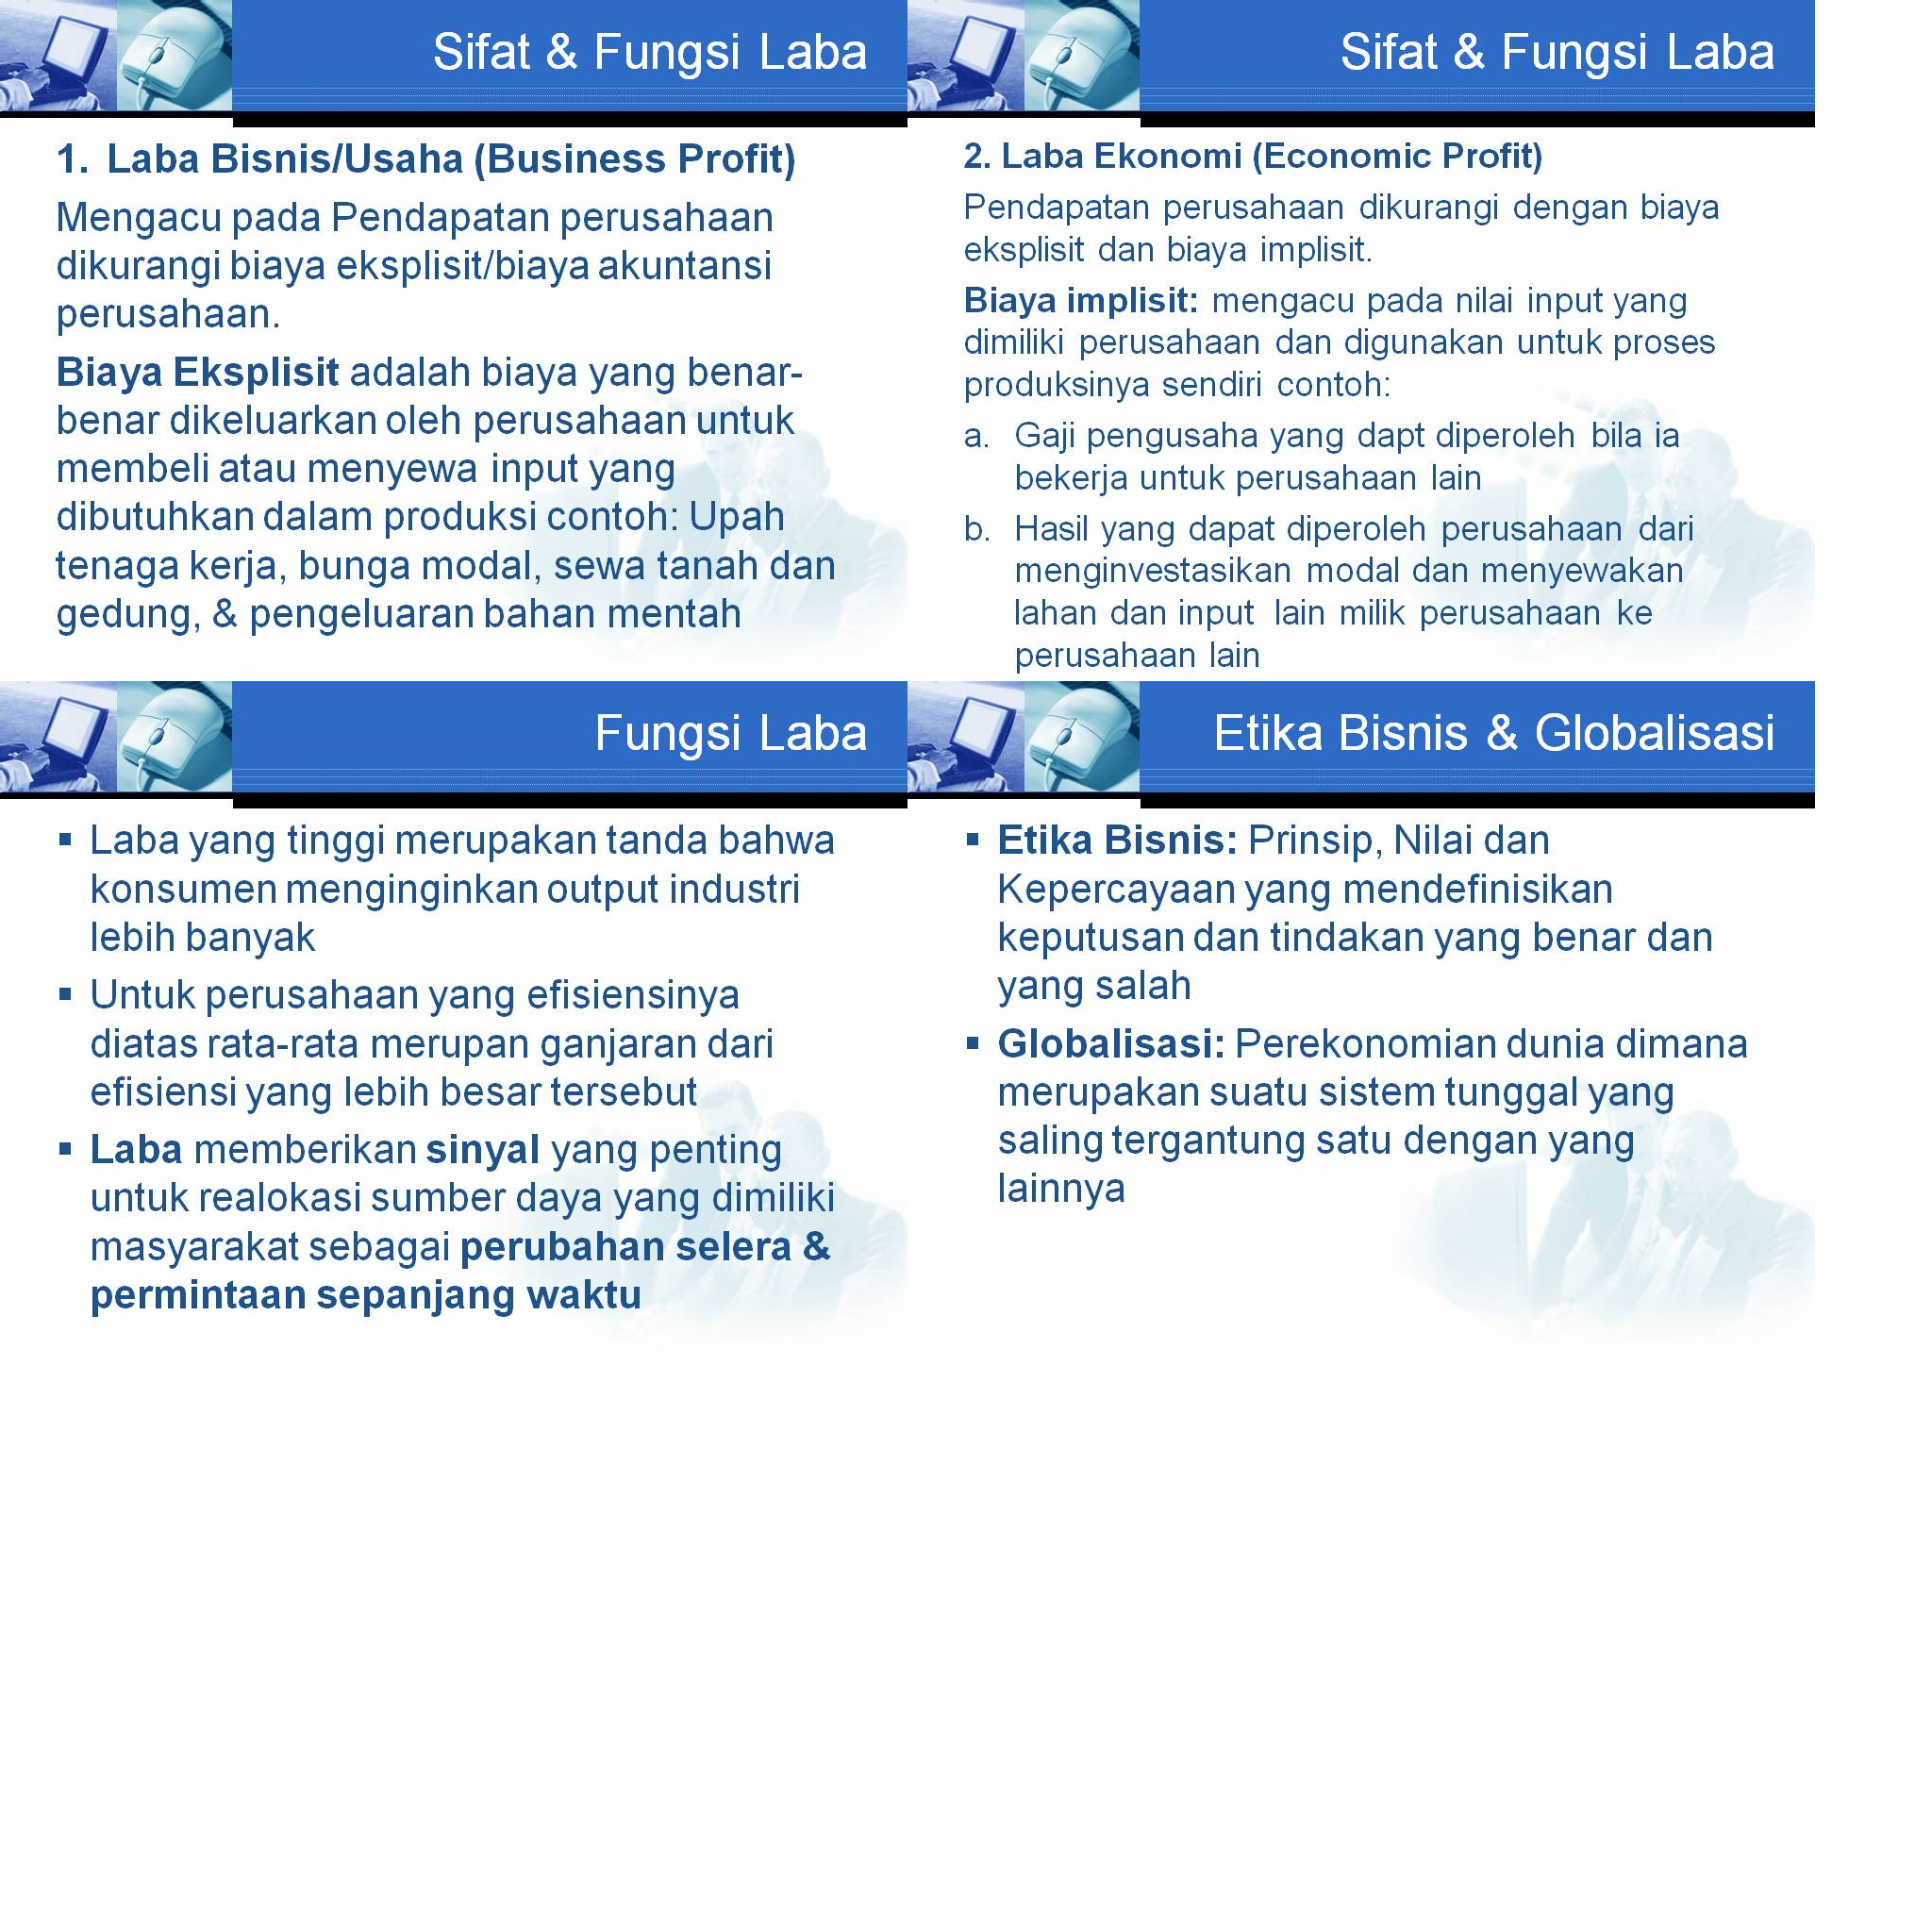 Sifat & Fungsi Laba
1. Laba Bisnis/Usaha (Business Profit)
Mengacu pada Pendapatan perusahaan
dikurangi biaya eksplisit/biaya akuntansi
perusahaan.
Biaya Eksplisit adalah biaya yang benar-
benar dikeluarkan oleh perusahaan untuk
membeli atau menyewa input yang
dibutuhkan dalam produksi contoh: Upah
tenaga kerja, bunga modal, sewa tanah dan
gedung, & pengeluaran bahan mentah
Sifat & Fungsi Laba
2. Laba Ekonomi (Economic Profit)
Pendapatan perusahaan dikurangi dengan biaya
eksplisit dan biaya implisit.
Biaya implisit: mengacu pada nilai input yang
dimiliki perusahaan dan digunakan untuk proses
produksinya sendiri contoh:
a. Gaji pengusaha yang dapt diperoleh bila ia
bekerja untuk perusahaan lain
b. Hasil yang dapat diperoleh perusahaan dari
menginvestasikan modal dan menyewakan
lahan dan input lain milik perusahaan ke
perusahaan lain
Fungsi Laba
▪ Laba yang tinggi merupakan tanda bahwa
konsumen menginginkan output industri
lebih banyak
▪ Untuk perusahaan yang efisiensinya
diatas rata-rata merupan ganjaran dari
efisiensi yang lebih besar tersebut
▪ Laba memberikan sinyal yang penting
untuk realokasi sumber daya yang dimiliki
masyarakat sebagai perubahan selera &
permintaan sepanjang waktu
Etika Bisnis & Globalisasi
▪ Etika Bisnis: Prinsip, Nilai dan
Kepercayaan yang mendefinisikan
keputusan dan tindakan yang benar dan
yang salah
▪ Globalisasi: Perekonomian dunia dimana
merupakan suatu sistem tunggal yang
saling tergantung satu dengan yang
lainnya